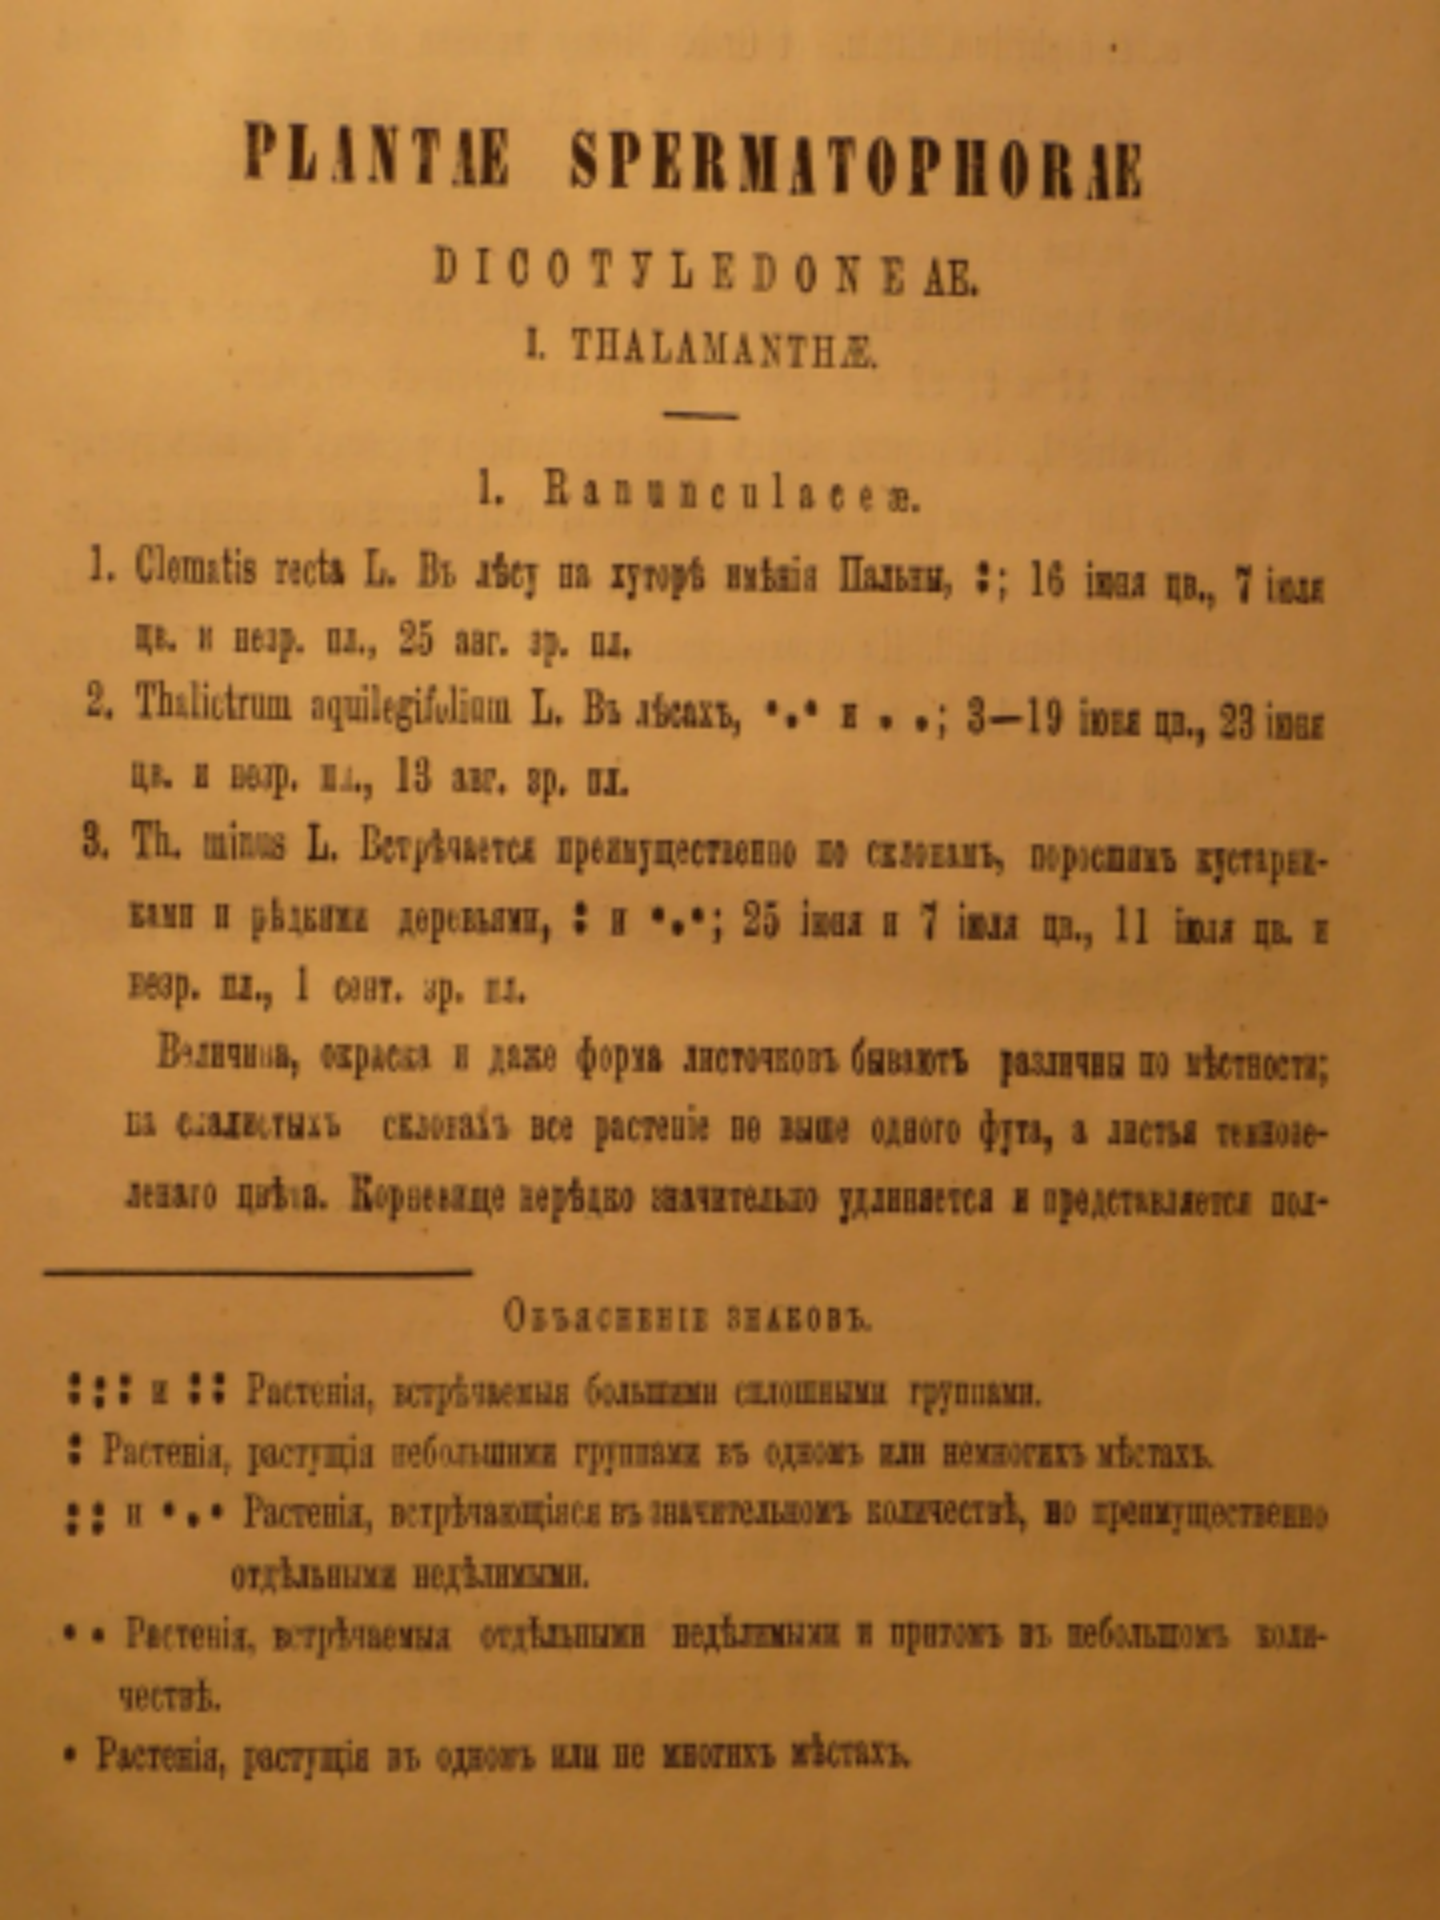 PLANTAE SPERMATOPHORAE
DICOTYLEDONEAE.
I. THALAMANTHÆ.
1. Ranunculaceæ.
1. Clematis recta L. Въ лѣсу на хуторѣ имѣнія Пальны, :; 16 іюня цв., 7 іюля
цв. и незр. пл., 25 авг. зр. пл.
2. Thalictrum aquilegifolium L. Въ лѣсахъ, •.• и . .; 3—19 іюня цв., 23 іюня
цв. и незр. пл., 13 авг. зр. пл.
3. Th. minus L. Встрѣчается преимущественно по склонамъ, поросшимъ кустарни-
ками и рѣдкими деревьями, : и •.•; 25 іюня и 7 іюля цв., 11 іюля цв. и
незр. пл., 1 сент. зр. пл.
Величина, окраска и даже форма листочковъ бываютъ различны по мѣстности;
на скалистыхъ склонахъ все растеніе не выше одного фута, а листья темнозе-
ленаго цвѣта. Корневище нерѣдко значительно удлиняется и представляется пол-
Объясненіе знаковъ.
::: и :: Растенія, встрѣчаемыя большими сплошными группами.
: Растенія, растущія небольшими группами въ одномъ или немногихъ мѣстахъ.
:: и •.• Растенія, встрѣчающіяся въ значительномъ количествѣ, но преимущественно
отдѣльными недѣлимыми.
• • Растенія, встрѣчаемыя отдѣльными недѣлимыми и притомъ въ небольшомъ коли-
чествѣ.
• Растенія, растущія въ одномъ или не многихъ мѣстахъ.